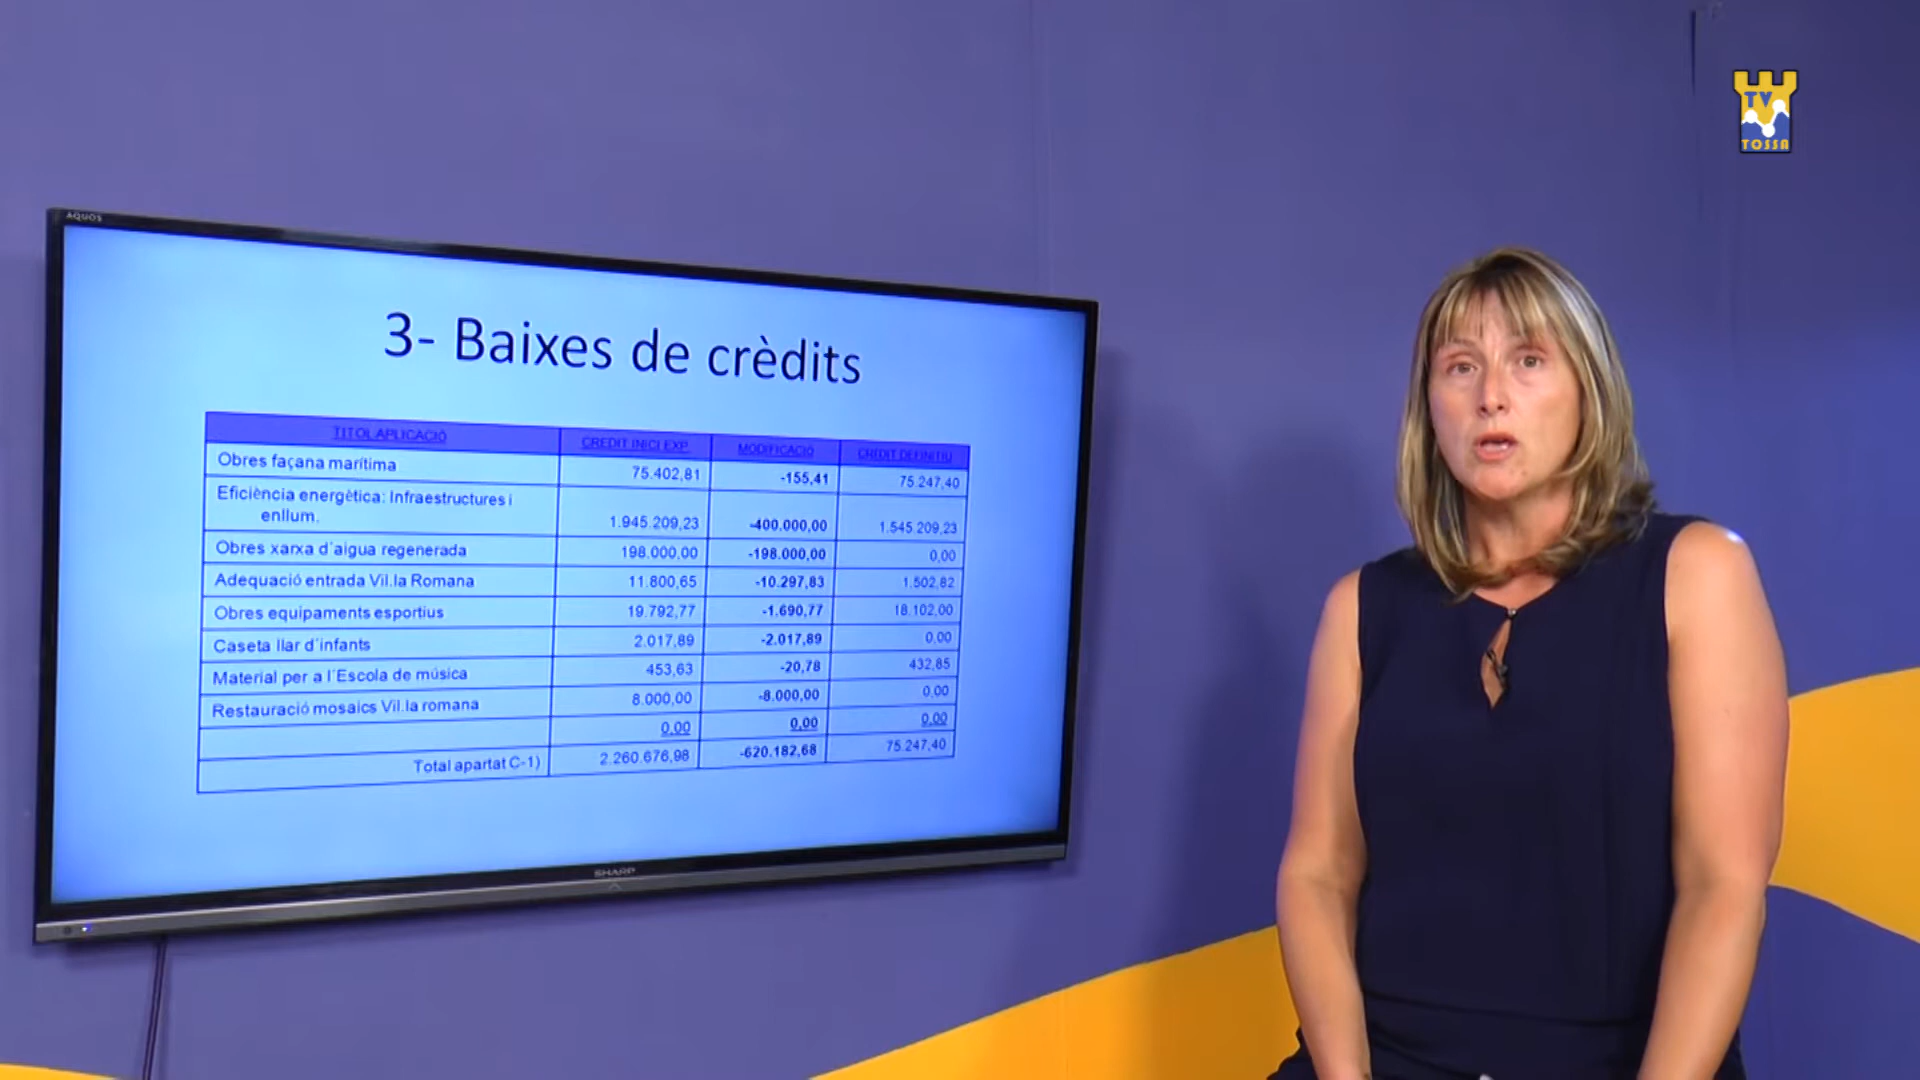 TV
TOSSA
AQUOS
3- Baixes de crèdits
TITOL APLICACIÓ CREDIT INICI EXP. MODIFICACIÓ CRÈDIT DEFINITIU
Obres façana marítima 75.402,81 -155,41 75.247,40
Eficiència energètica: Infraestructures i
enllum. 1.945.209,23 -400.000,00 1.545.209,23
Obres xarxa d´aigua regenerada 198.000,00 -198.000,00 0,00
Adequació entrada Vil.la Romana 11.800,65 -10.297,83 1.502,82
Obres equipaments esportius 19.792,77 -1.690,77 18.102,00
Caseta llar d´infants 2.017,89 -2.017,89 0,00
Material per a l´Escola de música 453,63 -20,78 432,85
Restauració mosaics Vil.la romana 8.000,00 -8.000,00 0,00
0,00 0,00 0,00
Total apartat C-1) 2.260.676,98 -620.182,68 75.247,40
SHARP